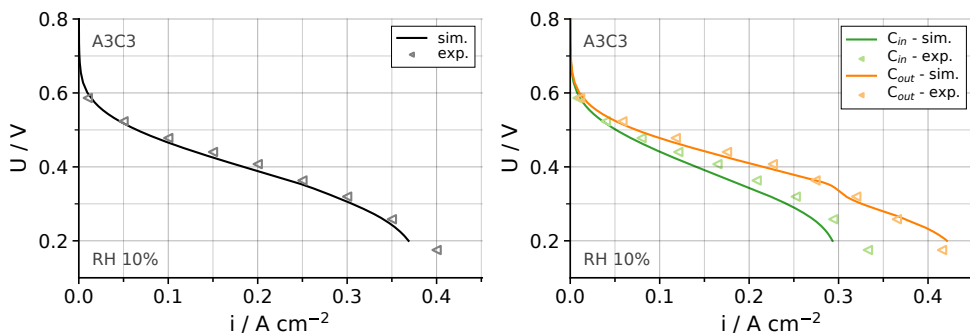 0.8
A3C3
sim.
exp.
0.6
U / V
0.4
0.2
RH 10%
0.0 0.1 0.2 0.3 0.4
i / A cm⁻²
0.8
A3C3
C_in - sim.
C_in - exp.
C_out - sim.
C_out - exp.
0.6
U / V
0.4
0.2
RH 10%
0.0 0.1 0.2 0.3 0.4
i / A cm⁻²